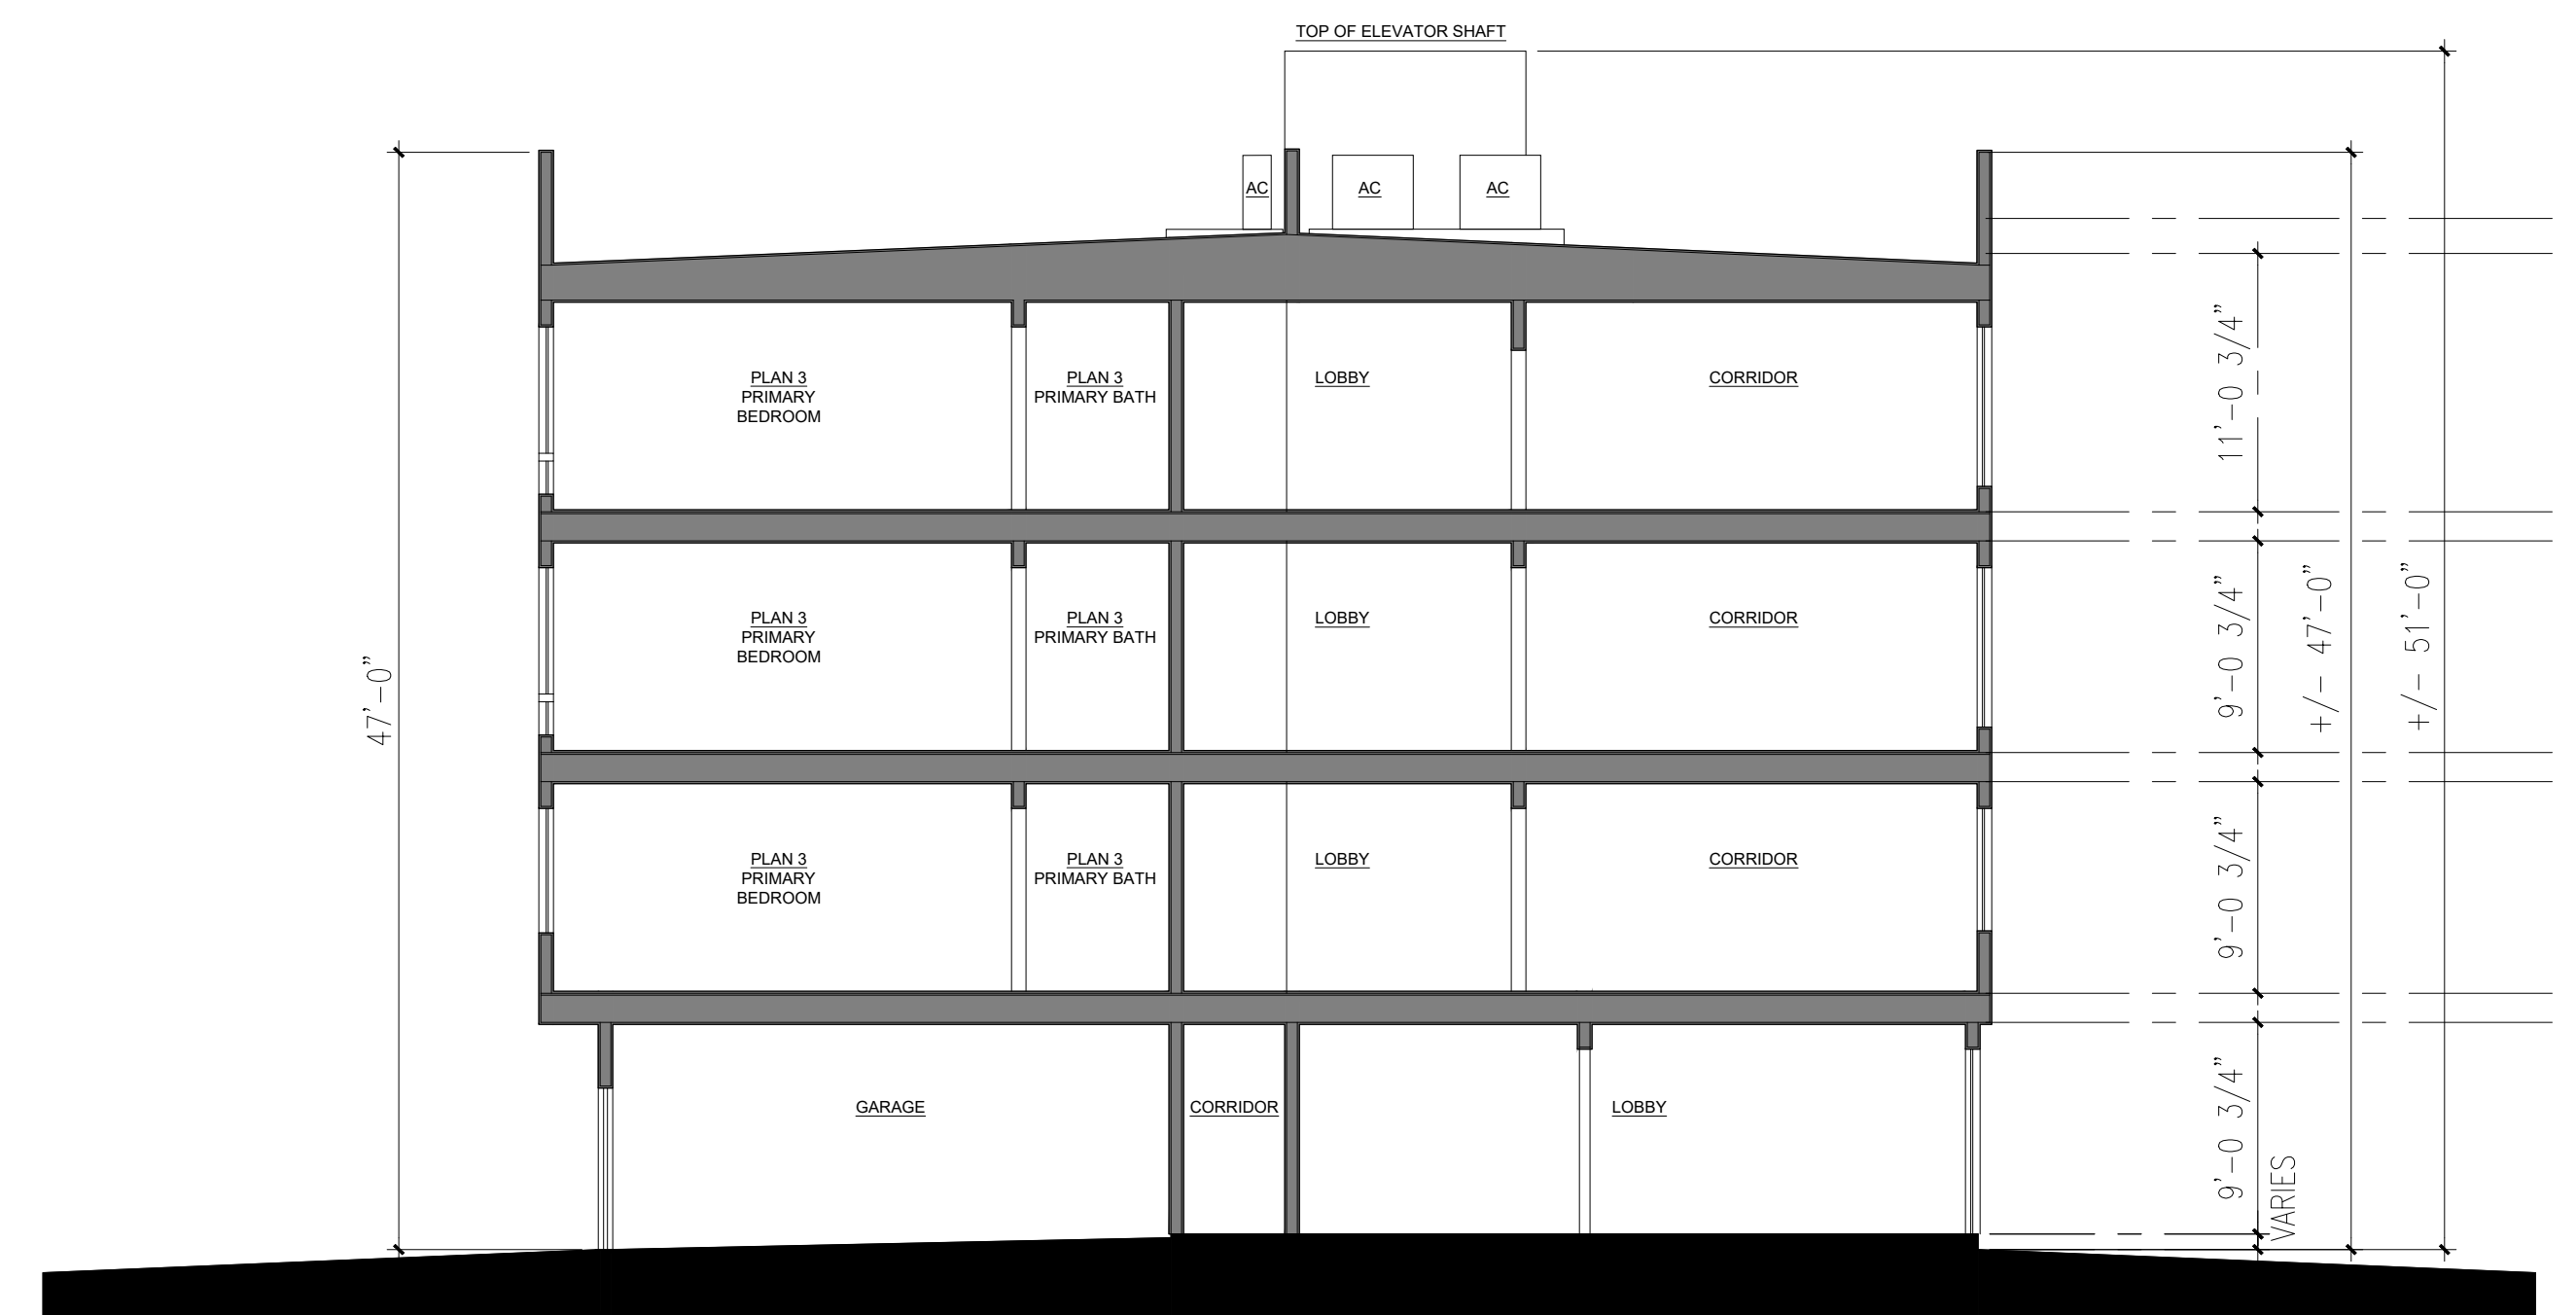 TOP OF ELEVATOR SHAFT
AC
AC
AC
PLAN 3
PRIMARY
BEDROOM
PLAN 3
PRIMARY BATH
LOBBY
CORRIDOR
11'-0 3/4"
PLAN 3
PRIMARY
BEDROOM
PLAN 3
PRIMARY BATH
LOBBY
CORRIDOR
9'-0 3/4"
+/- 47'-0"
+/- 51'-0"
47'-0"
PLAN 3
PRIMARY
BEDROOM
PLAN 3
PRIMARY BATH
LOBBY
CORRIDOR
9'-0 3/4"
GARAGE
CORRIDOR
LOBBY
9'-0 3/4"
VARIES